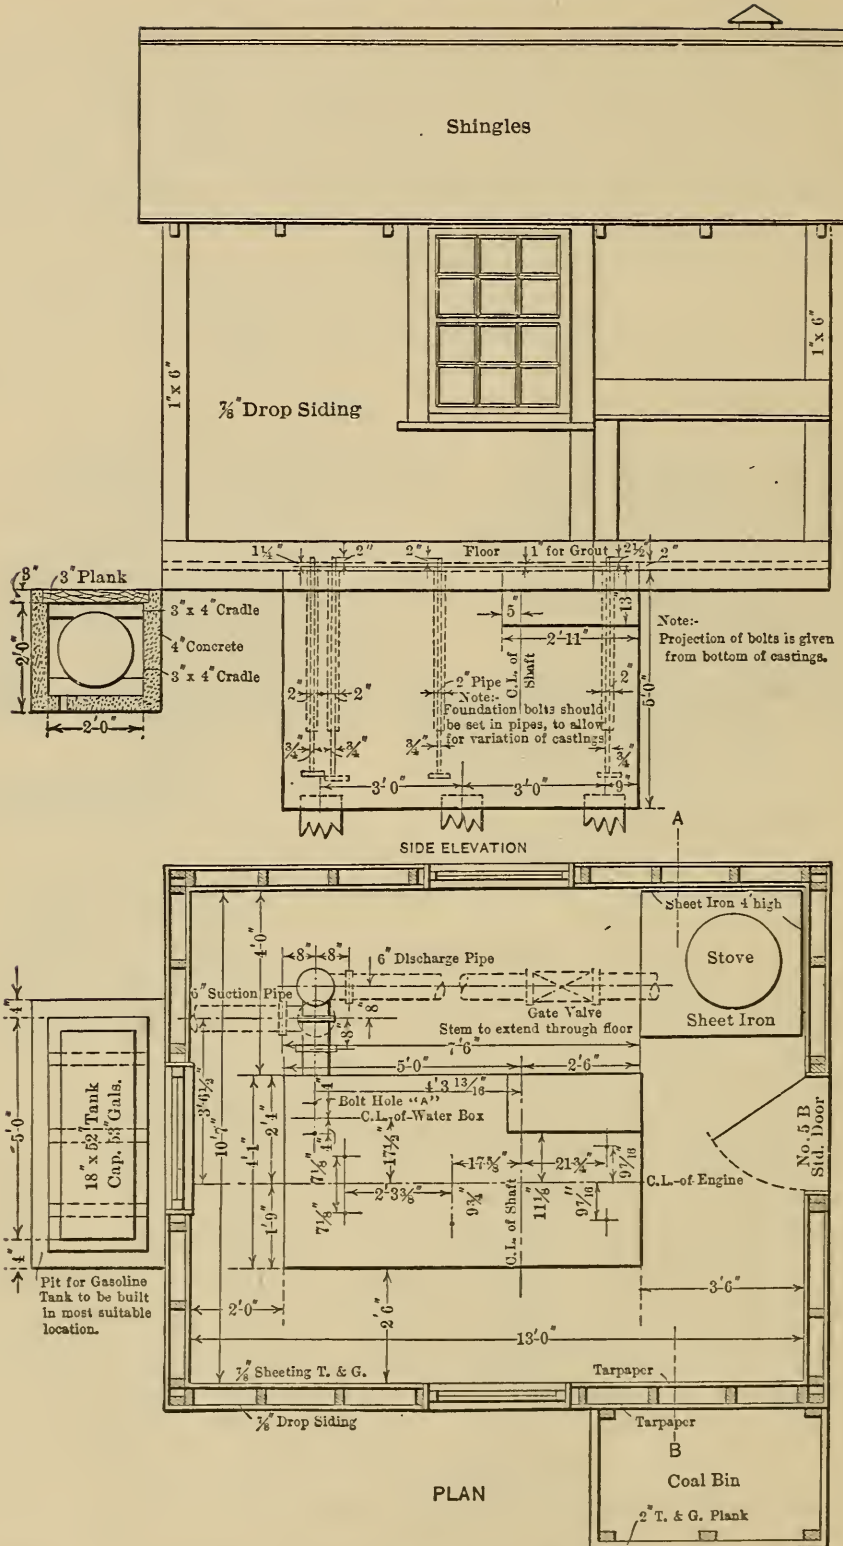 Shingles
1"x 6"
1"x 6"
⅞" Drop Siding
1¼"
2"
2"
Floor
1" for Grout
2½"
2"
3"
3" Plank
3"x 4" Cradle
4" Concrete
3"x 4" Cradle
2'0"
2'0"
5"
13"
2'-11"
Note:-
Projection of bolts is given
from bottom of castings.
2"
2"
2" Pipe
C.L. of
Shaft
2"
5'-0"
Note:-
Foundation bolts should
be set in pipes, to allow
for variation of castings
¾"
¾"
¾"
¾"
3'0"
3'0"
9"
SIDE ELEVATION
A
Sheet Iron 4' high
4'-0"
8"
8"
6" Discharge Pipe
Stove
6" Suction Pipe
8"
8"
Gate Valve
Stem to extend through floor
Sheet Iron
7'6"
5'-0"
2'-6"
4'3 13/16"
4"
5'-0"
4"
18" x 52" Tank
Cap. 53 Gals.
3'6½"
10'7"
4'-1"
2'4"
1'9"
Bolt Hole "A"
C.L.-of-Water Box
4"
17½"
7⅛"
7⅛"
2'-3⅜"
17⅝"
9¾"
C.L. of Shaft
11⅛"
21¾"
9 7/16"
9 7/16"
C.L.-of Engine
No. 5 B
Std. Door
Pit for Gasoline
Tank to be built
in most suitable
location.
2'0"
2'6"
3'6"
13'-0"
⅞" Sheeting T. & G.
Tarpaper
⅞" Drop Siding
Tarpaper
B
PLAN
Coal Bin
2" T. & G. Plank